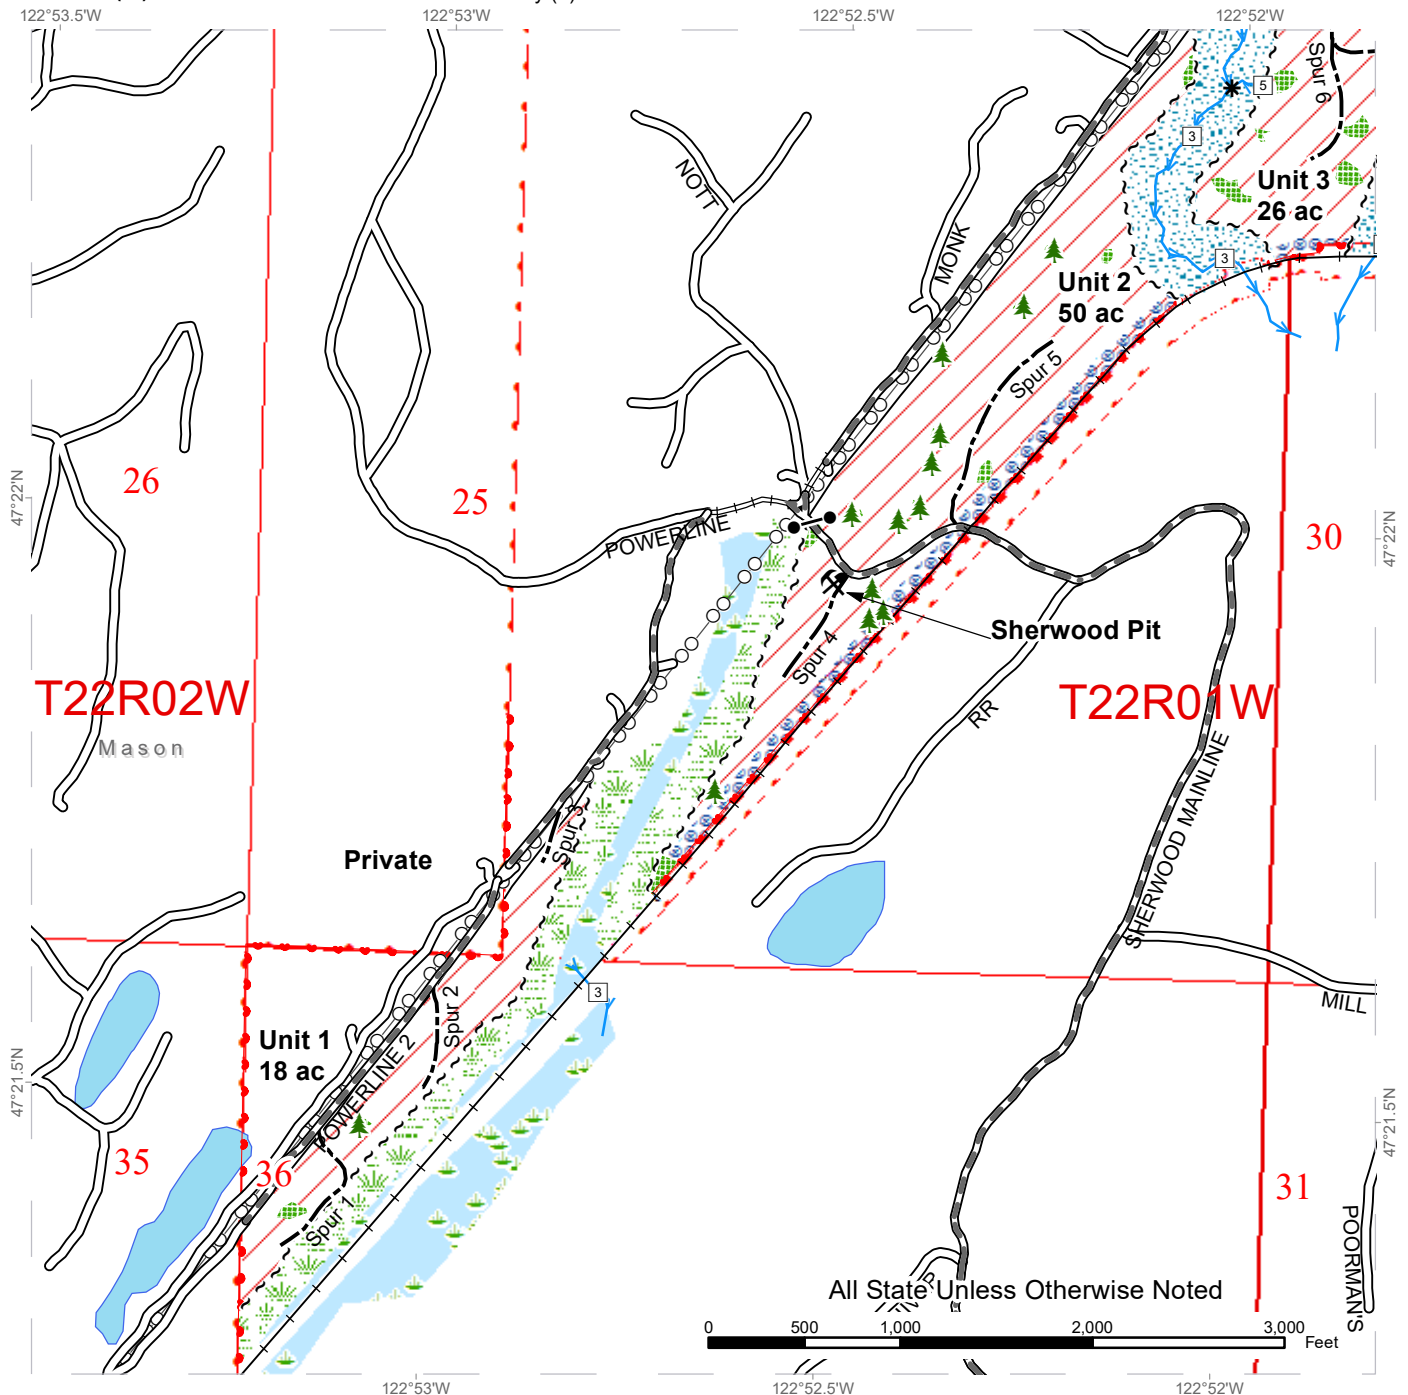 122°53.5'W
122°53'W
122°52.5'W
122°52'W
Spur 6
5
3
NOTT
Unit 3
26 ac
MONK
3
Unit 2
50 ac
Spur 5
26
25
47°22'N
POWERLINE
30
47°22'N
Sherwood Pit
Spur 4
T22R02W
T22R01W
RR
Mason
SHERWOOD MAINLINE
Spur 3
Private
3
MILL
Spur 2
Unit 1
18 ac
POWERLINE 2
47°21.5'N
47°21.5'N
35
36
31
Spur 1
POORMAN'S
All State Unless Otherwise Noted
0 500 1,000 2,000 3,000
Feet
122°53'W
122°52.5'W
122°52'W